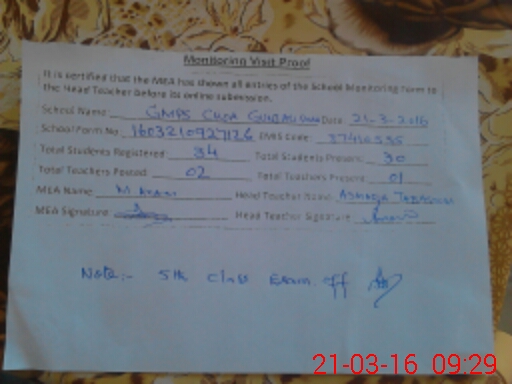 Monitoring Visit Proof
It is certified that the MEA has shown all entries of the School Monitoring Form to
the Head Teacher before its online submission.
School Name GMPS Date 21-3-2016
School Form No 1603210927126 EMIS Code:
Total Students Registered 34 Total Students Present 30
Total Teachers Posted: 02 Total Teachers Present: 01
MEA Name: M Head Teacher Name:
MEA Signature: Head Teacher Signature:
Note:- 5th Class Exam. off
21-03-16 09:29